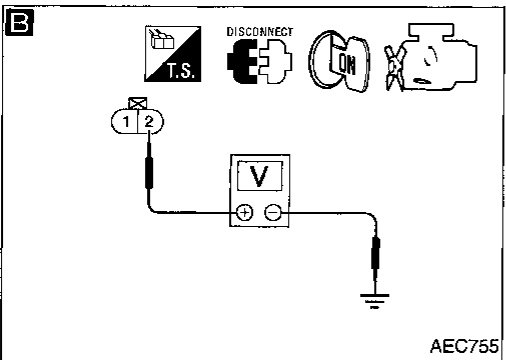 B
T.S.
DISCONNECT
ON
1 2
V
+ −
AEC755